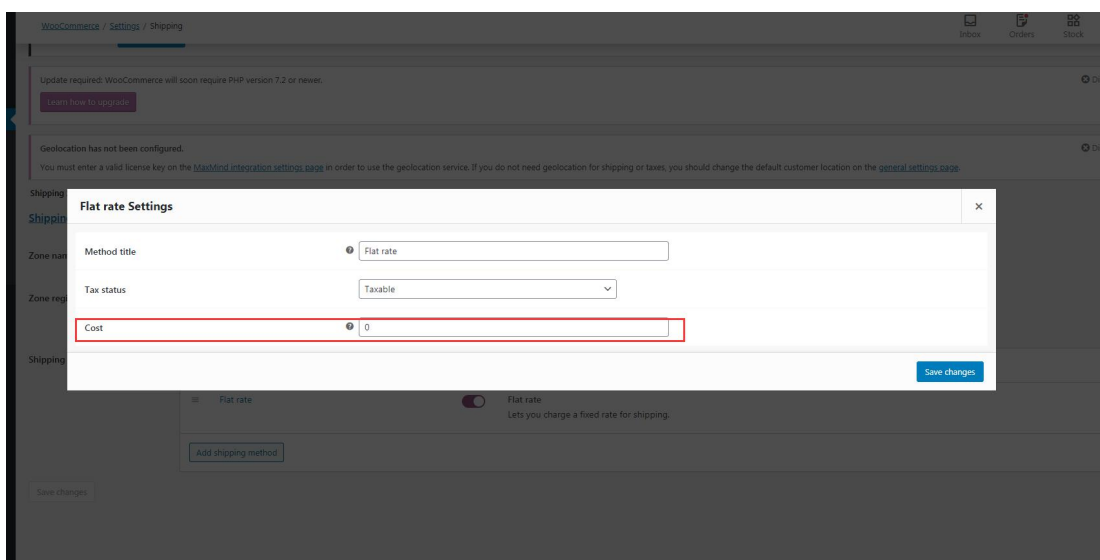 WooCommerce / Settings / Shipping
Inbox
Orders
Stock
Update required: WooCommerce will soon require PHP version 7.2 or newer.
Learn how to upgrade
Geolocation has not been configured.
You must enter a valid license key on the MaxMind integration settings page in order to use the geolocation service. If you do not need geolocation for shipping or taxes, you should change the default customer location on the general settings page.
Shipping
Flat rate Settings
Method title
Flat rate
Tax status
Taxable
Cost
0
Shipping
Save changes
Flat rate
Flat rate
Lets you charge a fixed rate for shipping.
Add shipping method
Save changes